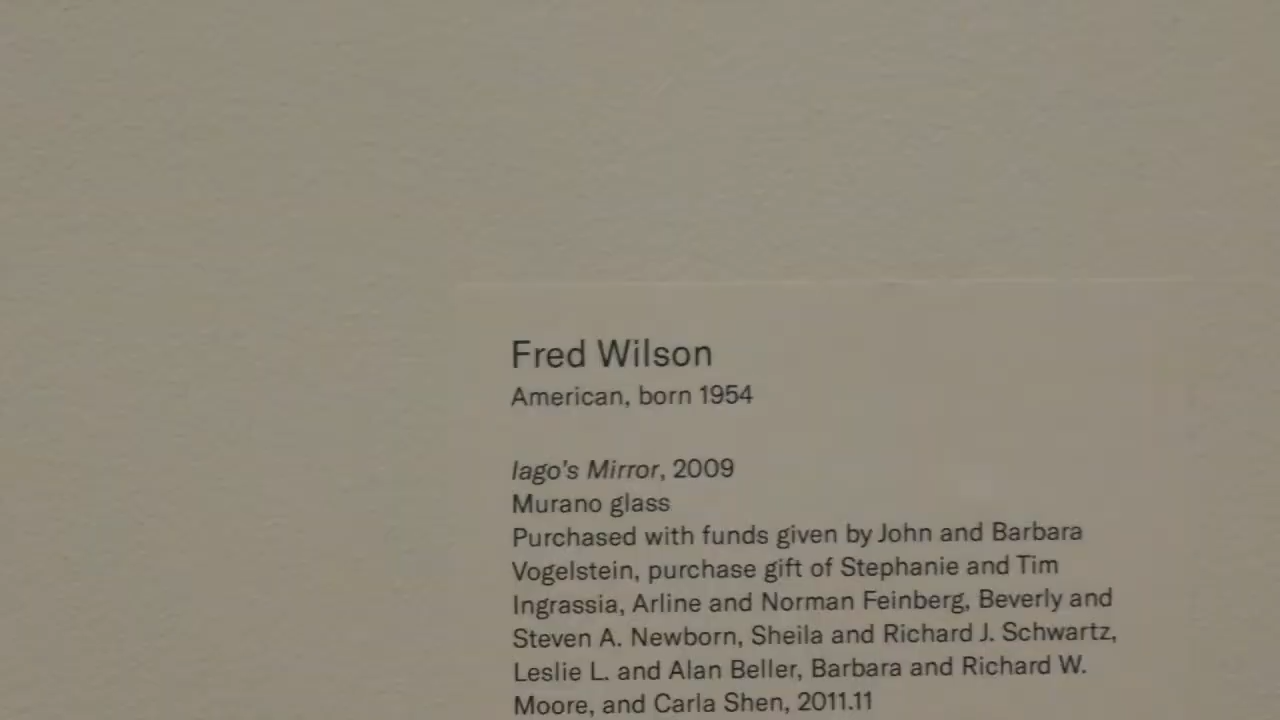 Fred Wilson
American, born 1954
Iago's Mirror, 2009
Murano glass
Purchased with funds given by John and Barbara
Vogelstein, purchase gift of Stephanie and Tim
Ingrassia, Arline and Norman Feinberg, Beverly and
Steven A. Newborn, Sheila and Richard J. Schwartz,
Leslie L. and Alan Beller, Barbara and Richard W.
Moore, and Carla Shen, 2011.11